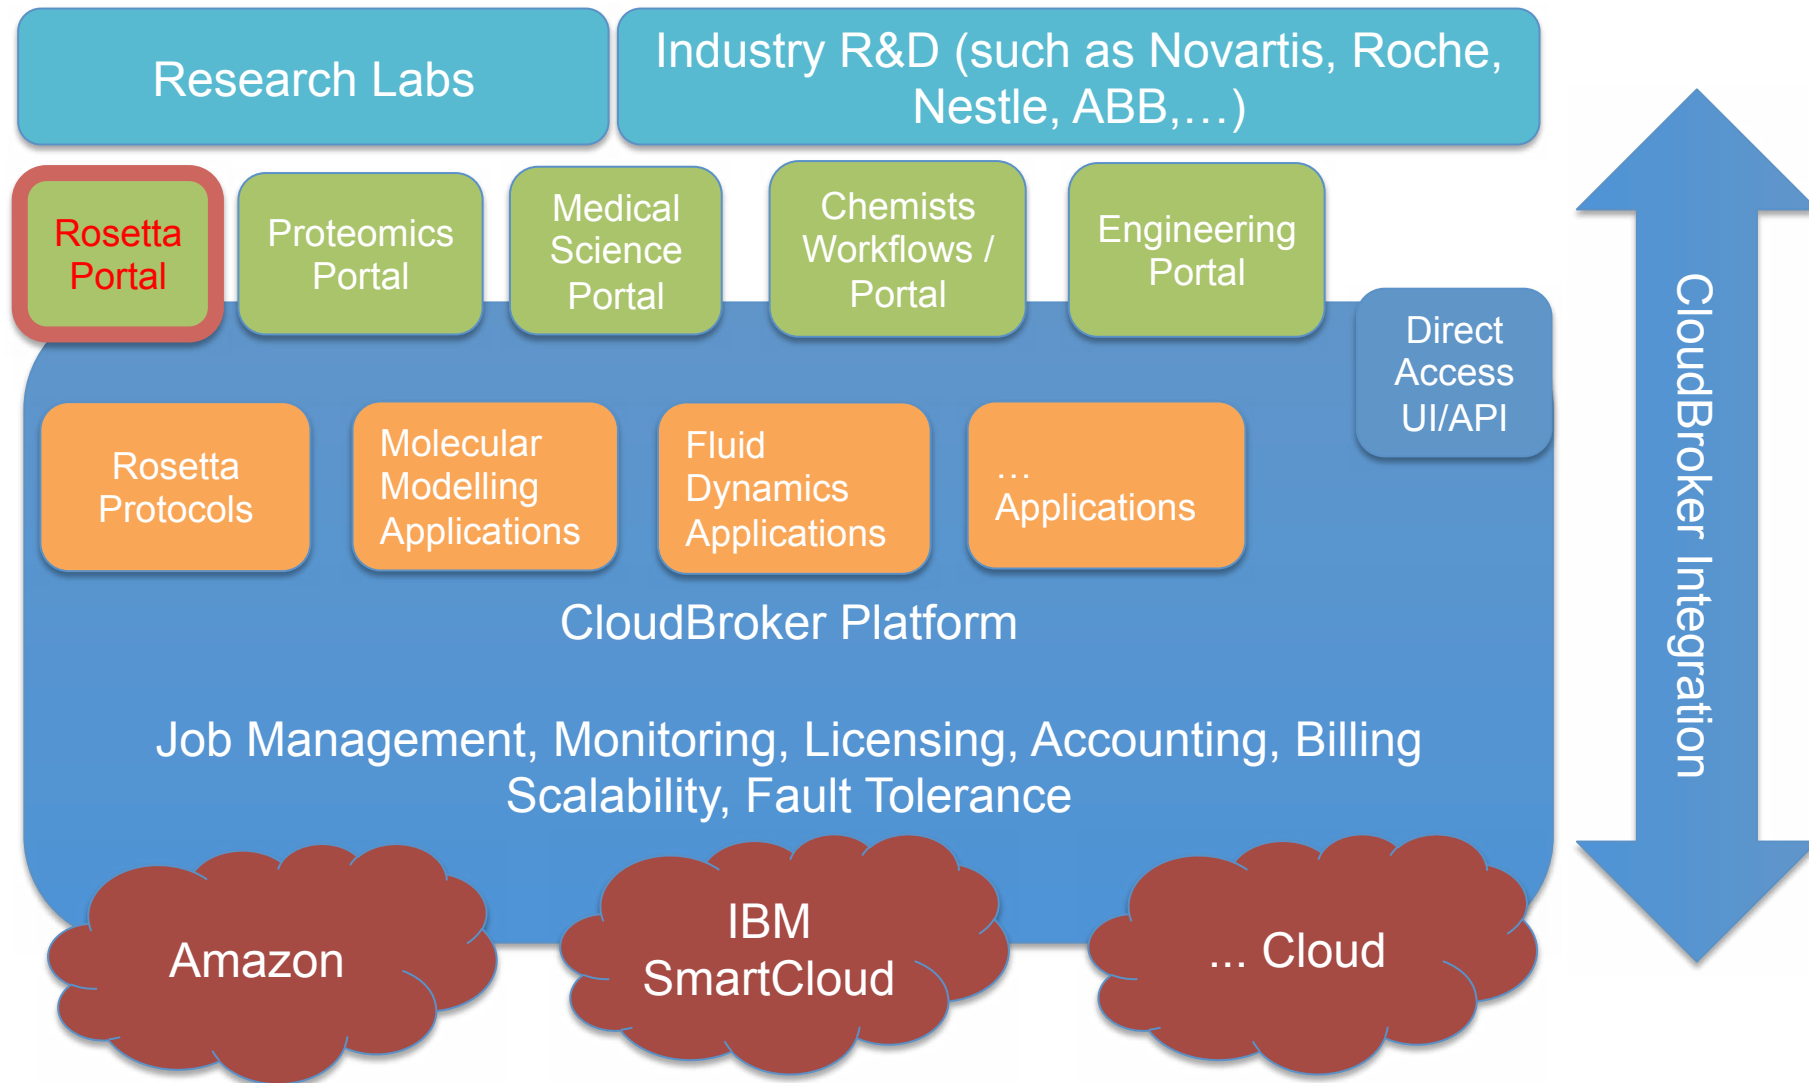 Research Labs
Industry R&D (such as Novartis, Roche,
Nestle, ABB,…)
Rosetta
Portal
Proteomics
Portal
Medical
Science
Portal
Chemists
Workflows /
Portal
Engineering
Portal
Direct
Access
UI/API
Rosetta
Protocols
Molecular
Modelling
Applications
Fluid
Dynamics
Applications
…
Applications
CloudBroker Platform
Job Management, Monitoring, Licensing, Accounting, Billing
Scalability, Fault Tolerance
Amazon
IBM
SmartCloud
... Cloud
CloudBroker Integration